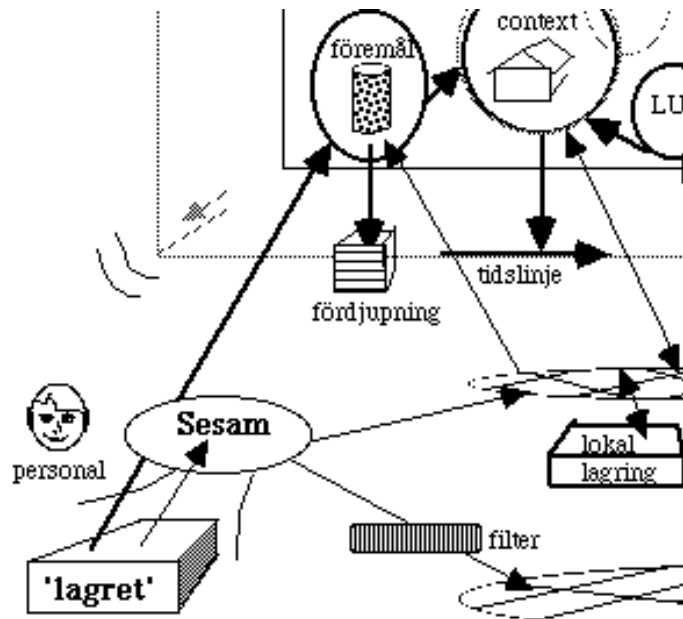 context
föremål
LU
tidslinje
fördjupning
Sesam
personal
lokal
lagring
filter
'lagret'